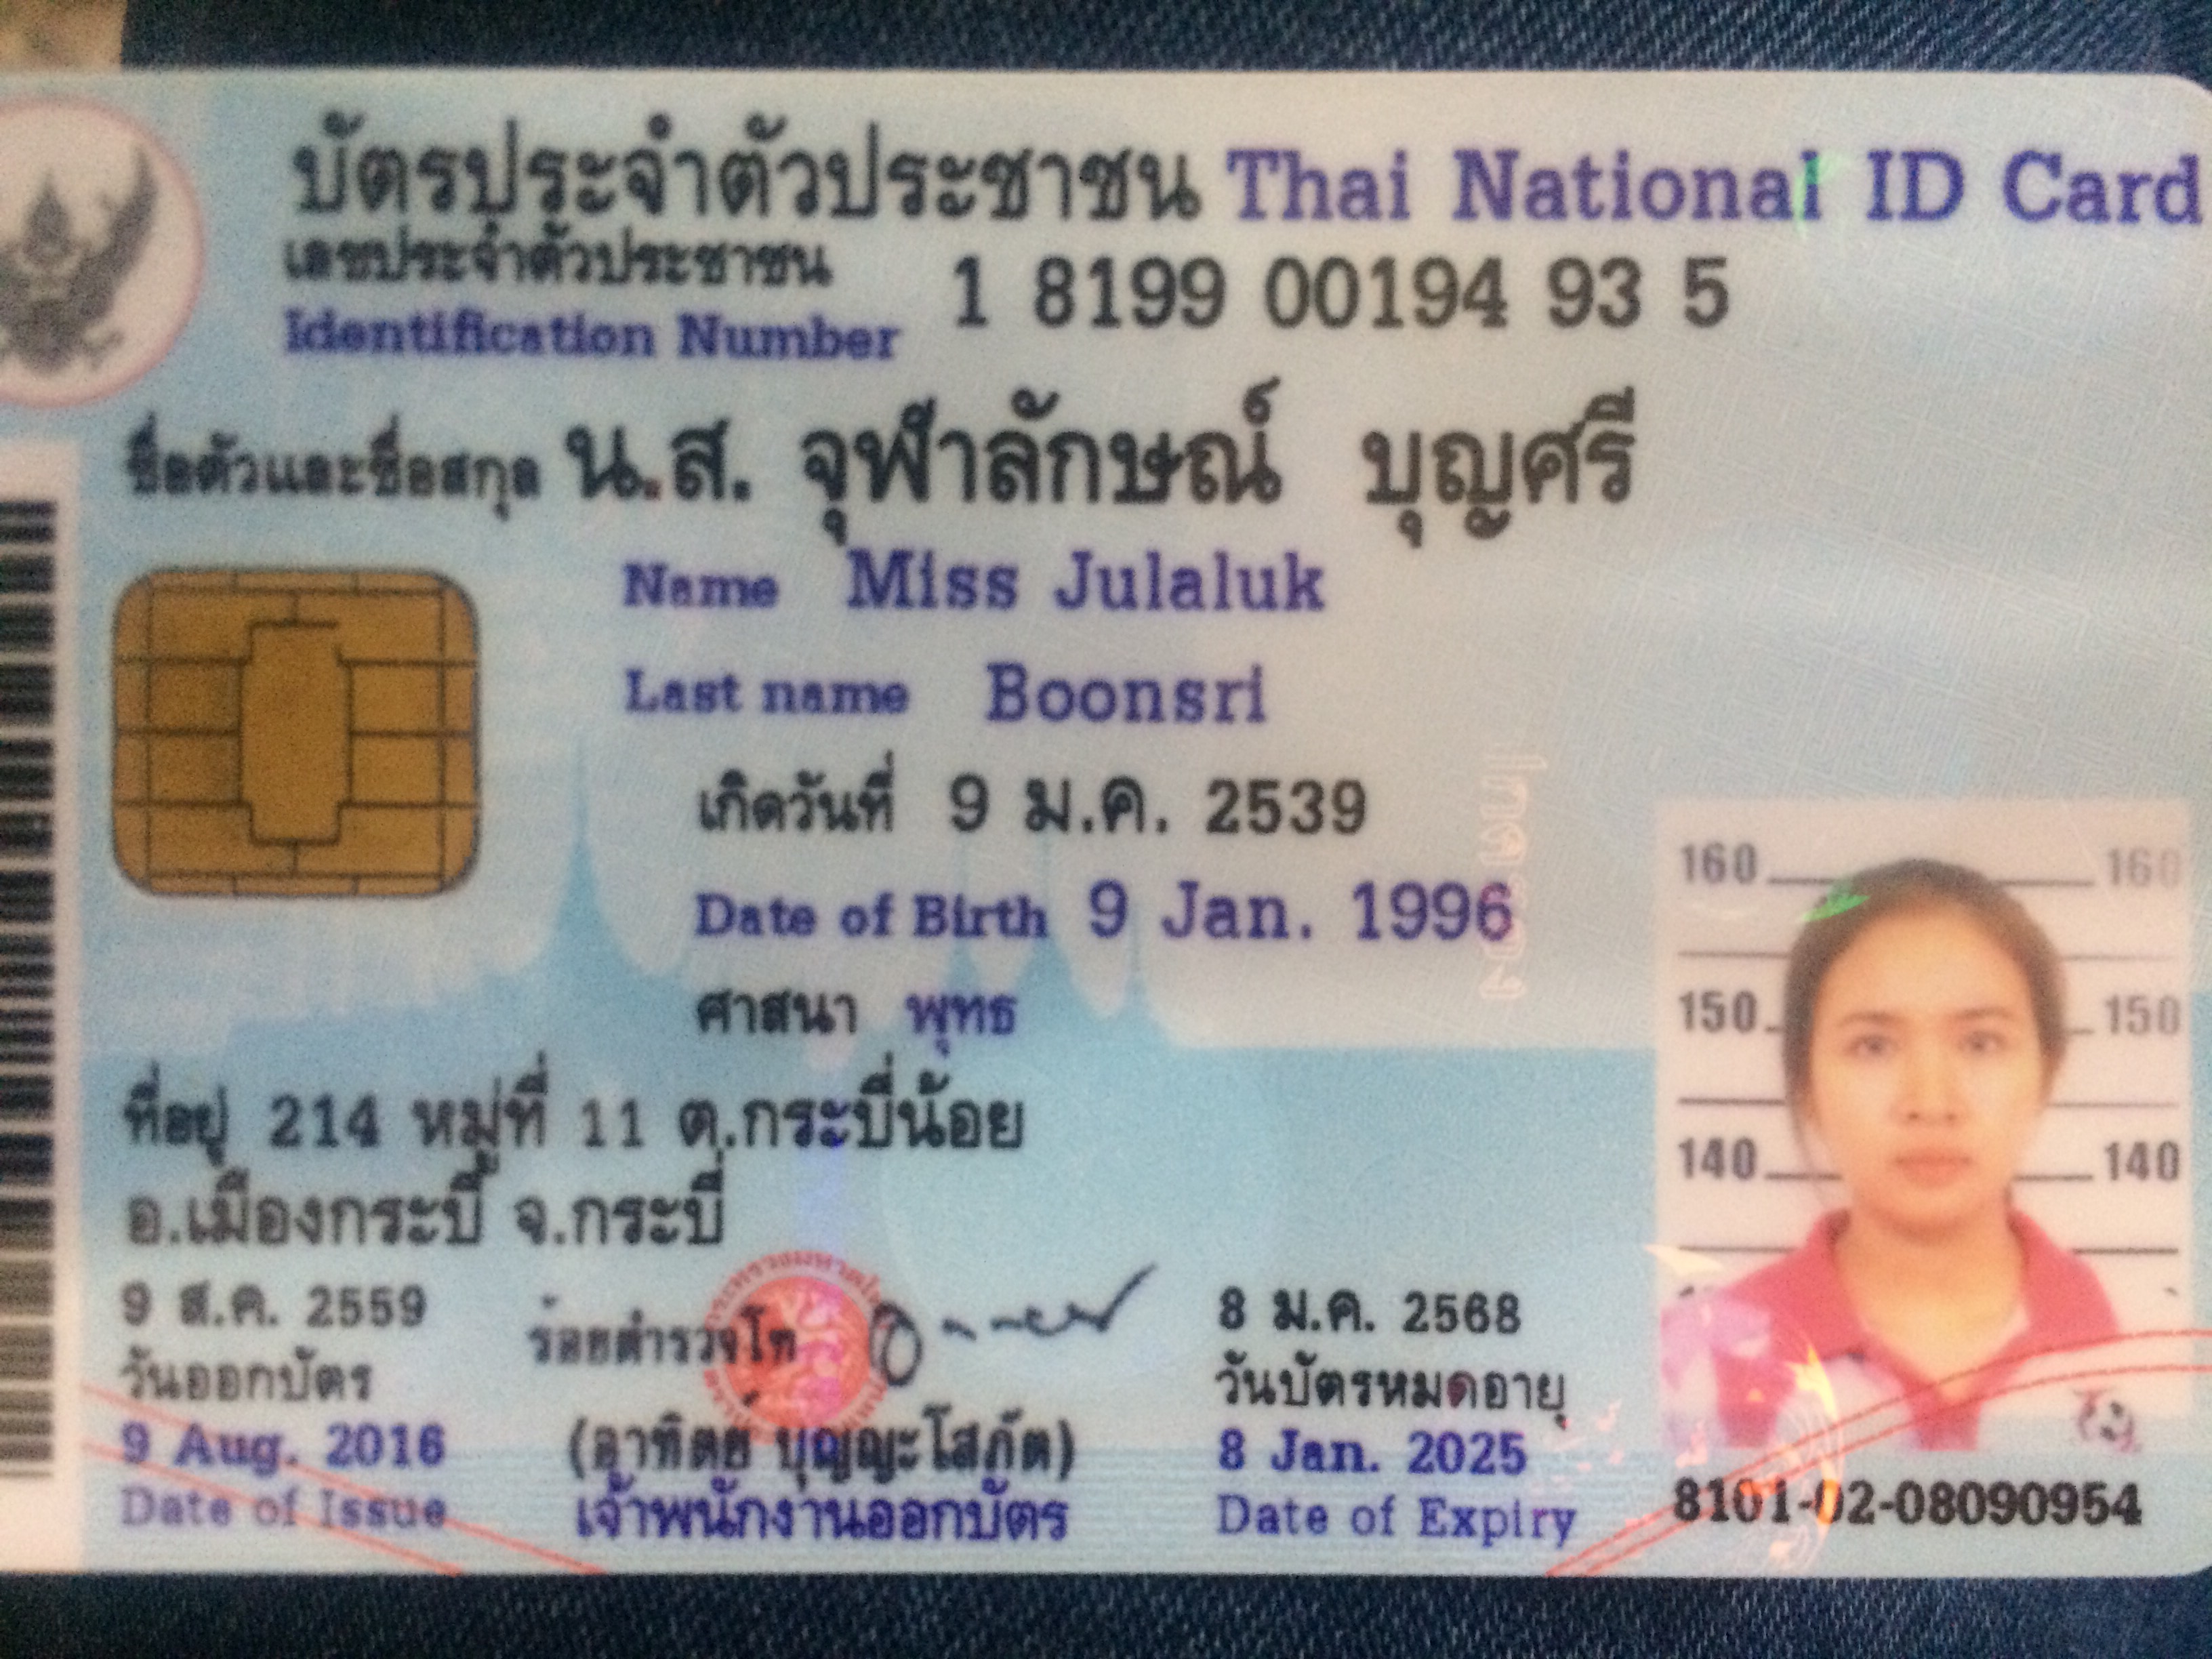 บัตรประจำตัวประชาชน Thai National ID Card
เลขประจำตัวประชาชน
Identification Number 1 8199 00194 93 5
ชื่อตัวและชื่อสกุล น.ส. จุฬาลักษณ์ บุญศรี
Name Miss Julaluk
Last name Boonsri
เกิดวันที่ 9 ม.ค. 2539
Date of Birth 9 Jan. 1996
ศาสนา พุทธ
ที่อยู่ 214 หมู่ที่ 11 ต.กระบี่น้อย
อ.เมืองกระบี่ จ.กระบี่
9 ส.ค. 2559
วันออกบัตร
9 Aug. 2016
Date of Issue
ร้อยตำรวจโท
(อาทิตย์ บุญญะโสภัต)
เจ้าพนักงานออกบัตร
8 ม.ค. 2568
วันบัตรหมดอายุ
8 Jan. 2025
Date of Expiry
160 160
150 150
140 140
8101-02-08090954